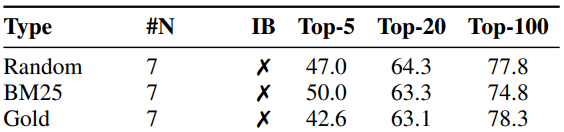 Type #N IB Top-5 Top-20 Top-100
Random 7 ✗ 47.0 64.3 77.8
BM25 7 ✗ 50.0 63.3 74.8
Gold 7 ✗ 42.6 63.1 78.3